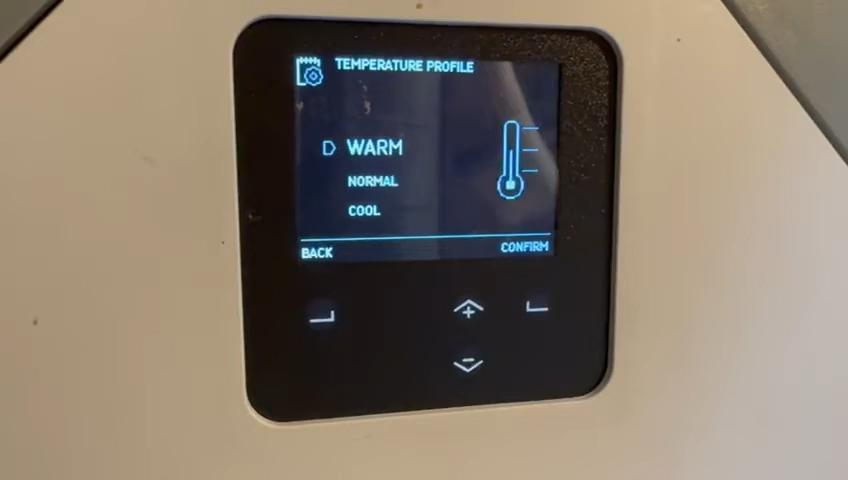 TEMPERATURE PROFILE
WARM
NORMAL
COOL
BACK CONFIRM